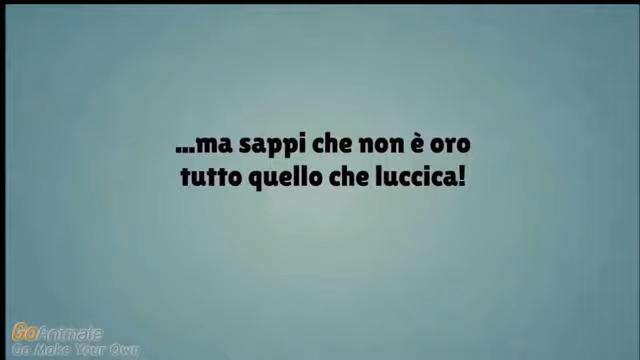 ...ma sappi che non è oro
tutto quello che luccica!
GoAnimate
Go Make Your Own